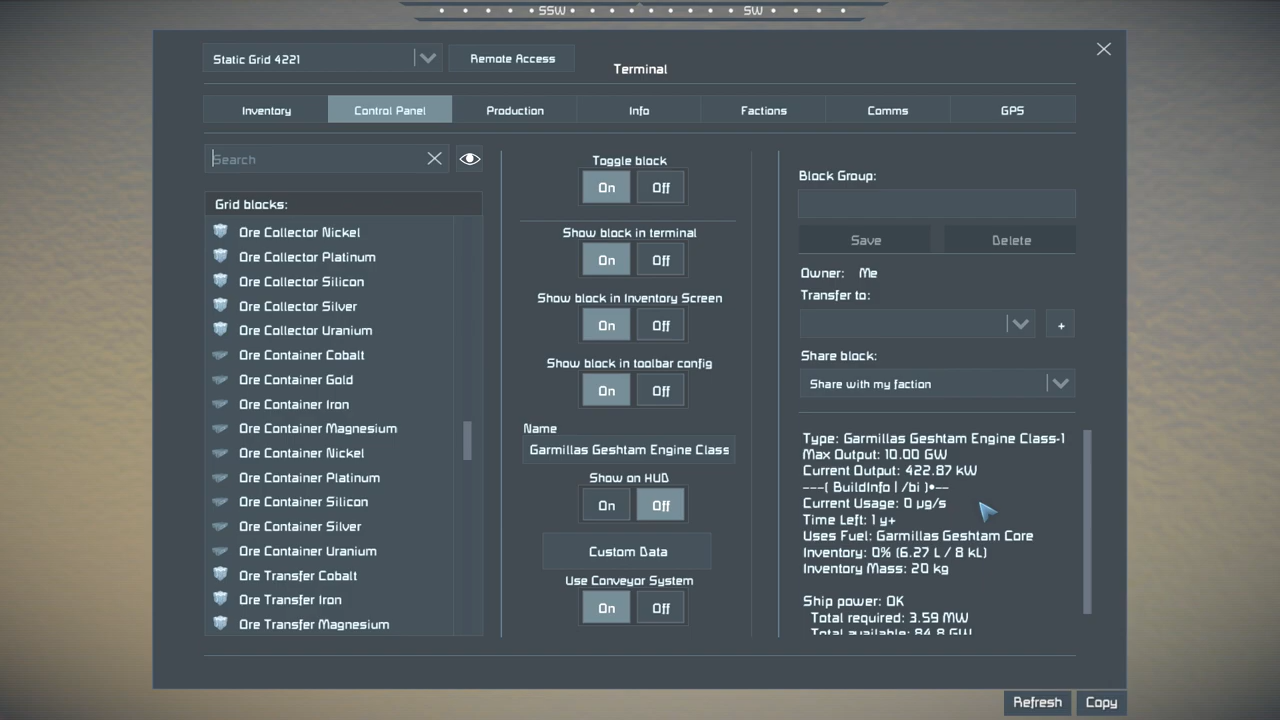 SSW SW
Static Grid 4221
Remote Access
Terminal
Inventory
Control Panel
Production
Info
Factions
Comms
GPS
Search
Grid blocks:
Ore Collector Nickel
Ore Collector Platinum
Ore Collector Silicon
Ore Collector Silver
Ore Collector Uranium
Ore Container Cobalt
Ore Container Gold
Ore Container Iron
Ore Container Magnesium
Ore Container Nickel
Ore Container Platinum
Ore Container Silicon
Ore Container Silver
Ore Container Uranium
Ore Transfer Cobalt
Ore Transfer Iron
Ore Transfer Magnesium
Toggle block
On Off
Show block in terminal
On Off
Show block in Inventory Screen
On Off
Show block in toolbar config
On Off
Name
Garmillas Geshtam Engine Class
Show on HUD
On Off
Custom Data
Use Conveyor System
On Off
Block Group:
Save Delete
Owner: Me
Transfer to:
+
Share block:
Share with my faction
Type: Garmillas Geshtam Engine Class-1
Max Output: 10.00 GW
Current Output: 422.87 kW
---( BuildInfo | /bi )•--
Current Usage: 0 µg/s
Time Left: 1 y+
Uses Fuel: Garmillas Geshtam Core
Inventory: 0% (6.27 L / 8 kL)
Inventory Mass: 20 kg
Ship power: OK
Total required: 3.59 MW
Total available: 84.8 GW
Refresh Copy